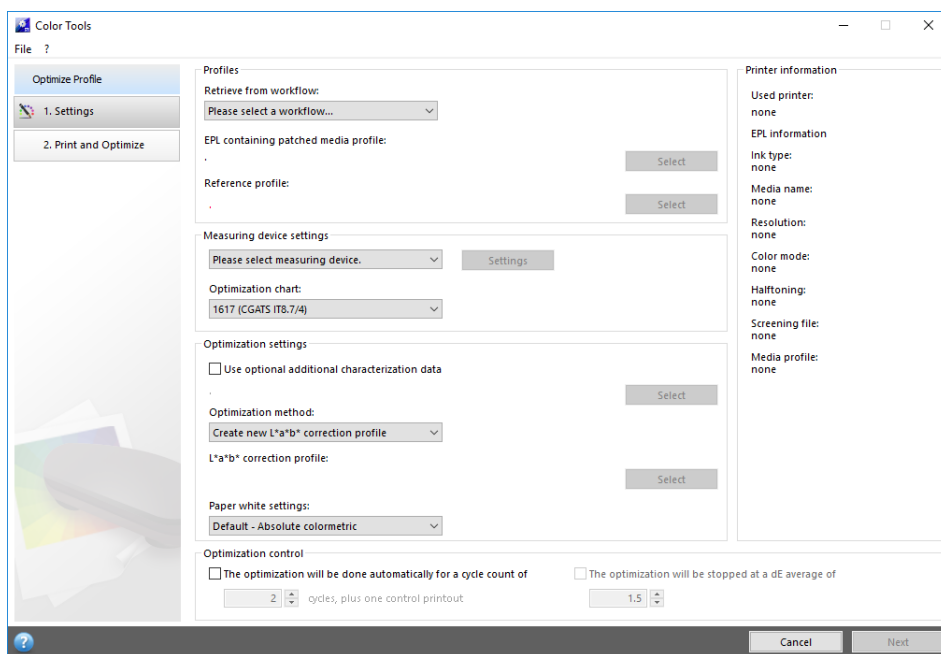 Color Tools
File ?
Optimize Profile
1. Settings
2. Print and Optimize
Profiles
Retrieve from workflow:
Please select a workflow...
EPL containing patched media profile:
.
Select
Reference profile:
.
Select
Measuring device settings
Please select measuring device.
Settings
Optimization chart:
1617 (CGATS IT8.7/4)
Optimization settings
Use optional additional characterization data
.
Select
Optimization method:
Create new L*a*b* correction profile
L*a*b* correction profile:
Select
Paper white settings:
Default - Absolute colormetric
Optimization control
The optimization will be done automatically for a cycle count of
2 cycles, plus one control printout
The optimization will be stopped at a dE average of
1.5
Printer information
Used printer:
none
EPL information
Ink type:
none
Media name:
none
Resolution:
none
Color mode:
none
Halftoning:
none
Screening file:
none
Media profile:
none
?
Cancel
Next